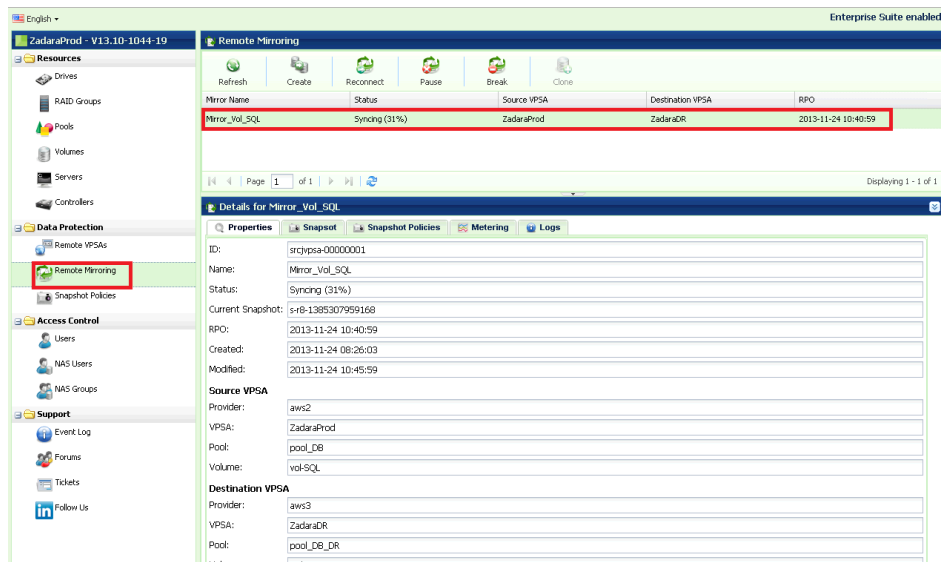 English
Enterprise Suite enabled
ZadaraProd - V13.10-1044-19
Resources
Drives
RAID Groups
Pools
Volumes
Servers
Controllers
Data Protection
Remote VPSAs
Remote Mirroring
Snapshot Policies
Access Control
Users
NAS Users
NAS Groups
Support
Event Log
Forums
Tickets
Follow Us
Remote Mirroring
Refresh Create Reconnect Pause Break Clone
Mirror Name Status Source VPSA Destination VPSA RPO
Mirror_Vol_SQL Syncing (31%) ZadaraProd ZadaraDR 2013-11-24 10:40:59
Page 1 of 1 Displaying 1 - 1 of 1
Details for Mirror_Vol_SQL
Properties Snapsot Snapshot Policies Metering Logs
ID: srcjvpsa-00000001
Name: Mirror_Vol_SQL
Status: Syncing (31%)
Current Snapshot: s-r8-1385307959168
RPO: 2013-11-24 10:40:59
Created: 2013-11-24 08:26:03
Modified: 2013-11-24 10:45:59
Source VPSA
Provider: aws2
VPSA: ZadaraProd
Pool: pool_DB
Volume: vol-SQL
Destination VPSA
Provider: aws3
VPSA: ZadaraDR
Pool: pool_DB_DR